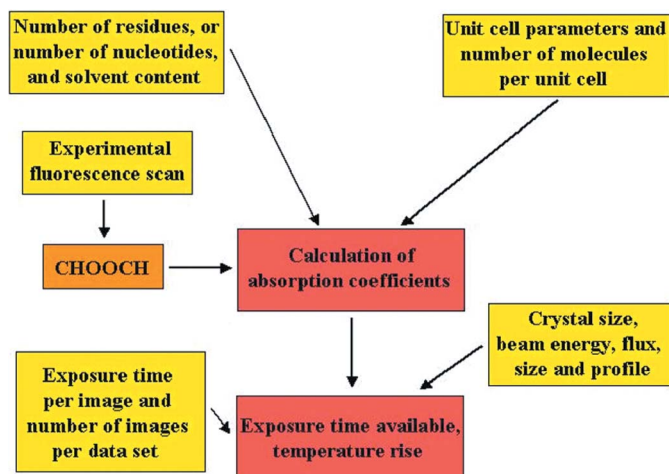 Number of residues, or
number of nucleotides,
and solvent content
Unit cell parameters and
number of molecules
per unit cell
Experimental
fluorescence scan
CHOOCH
Calculation of
absorption coefficients
Crystal size,
beam energy, flux,
size and profile
Exposure time
per image and
number of images
per data set
Exposure time available,
temperature rise